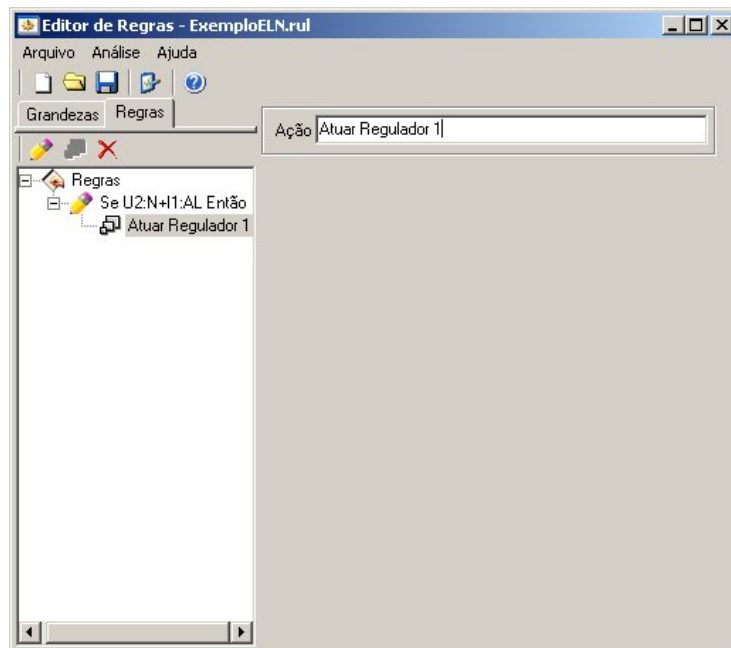 Editor de Regras - ExemploELN.rul
Arquivo Análise Ajuda
Grandezas Regras
Ação Atuar Regulador 1
Regras
Se U2:N+I1:AL Então
Atuar Regulador 1